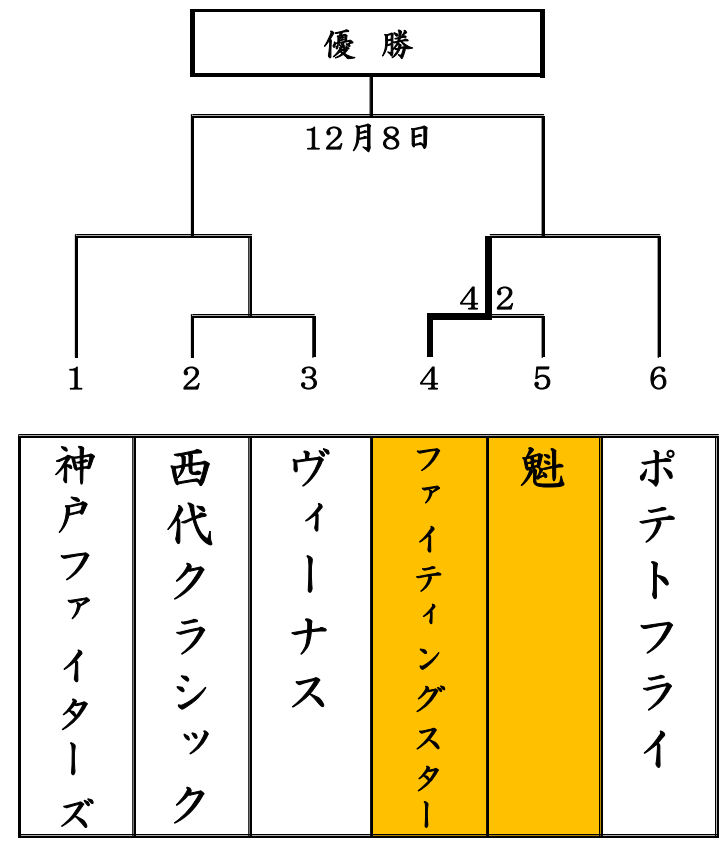 優 勝
12月8日
4 2
1 2 3 4 5 6
神戸ファイターズ
西代クラシック
ヴィーナス
ファイティングスター
魁
ポテトフライ